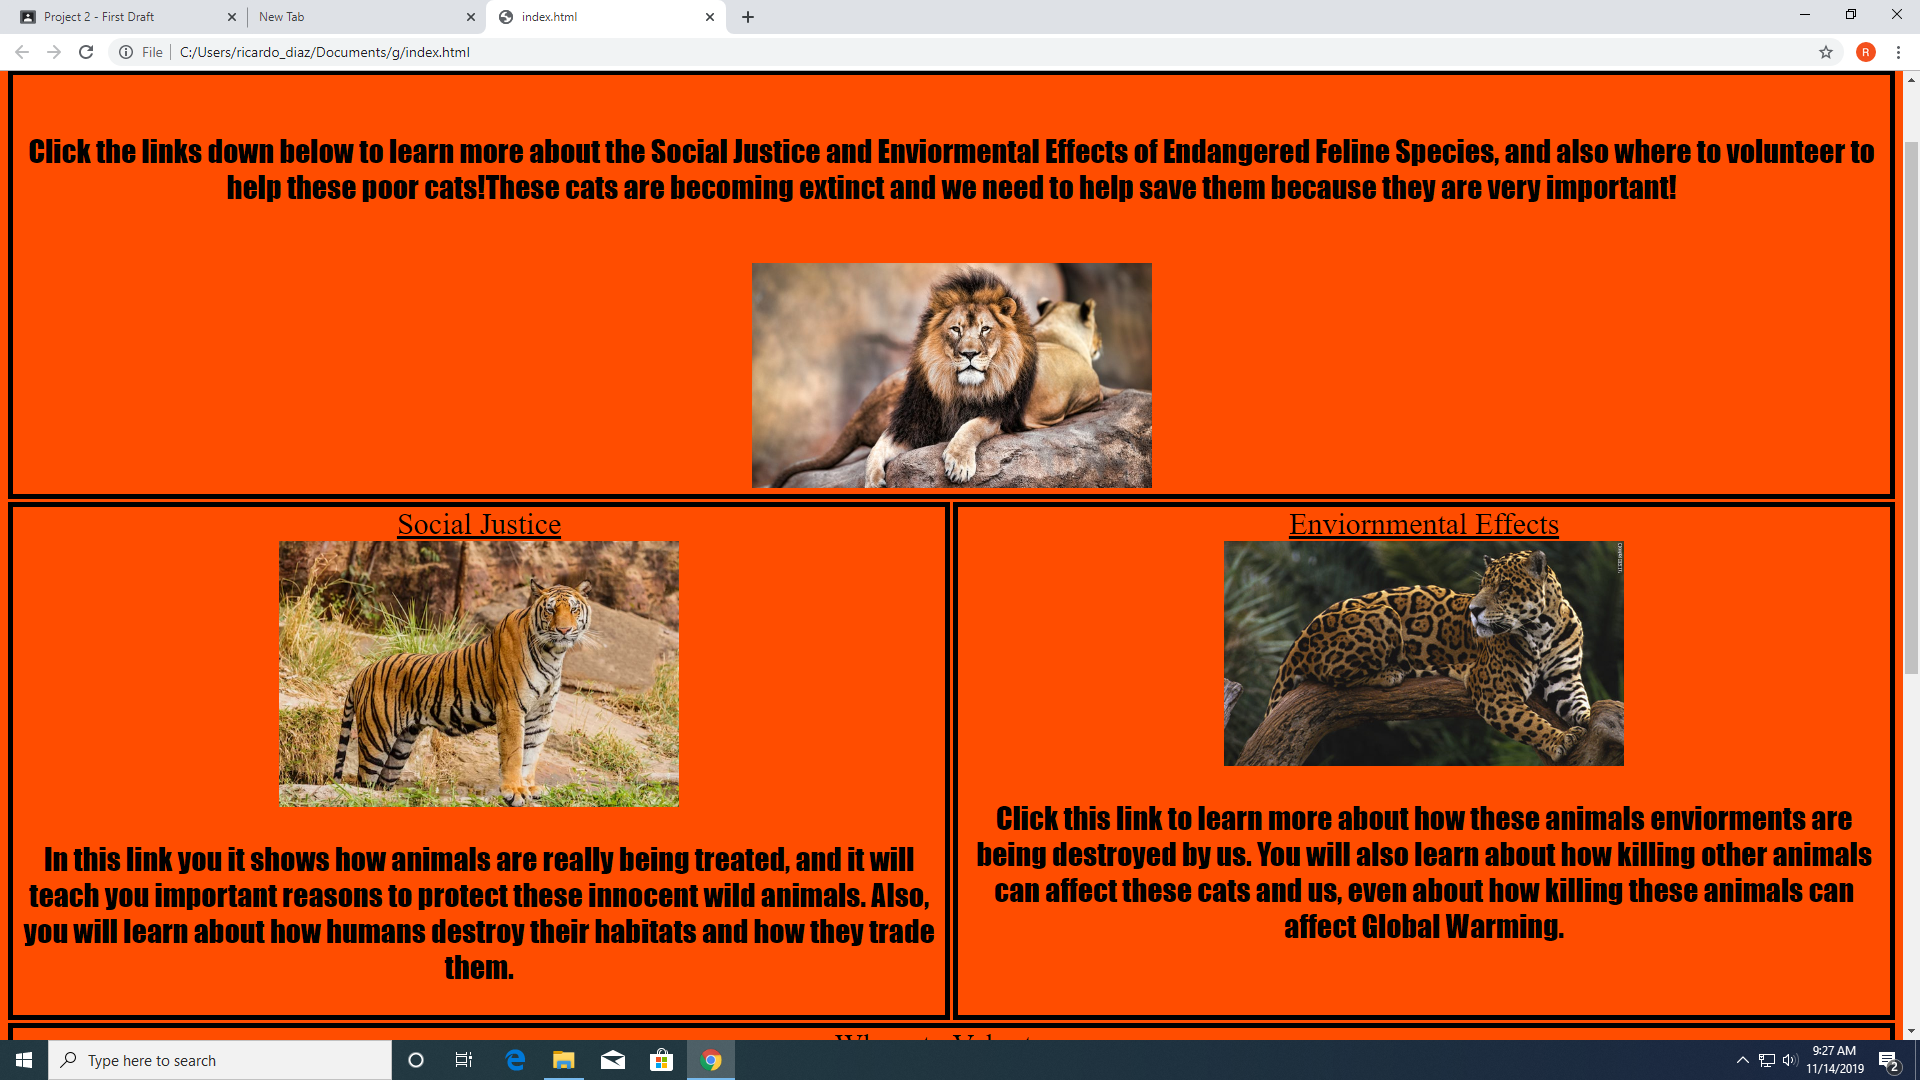 Project 2 - First Draft
New Tab
index.html
File
C:/Users/ricardo_diaz/Documents/g/index.html
R
Click the links down below to learn more about the Social Justice and Enviormental Effects of Endangered Feline Species, and also where to volunteer to
help these poor cats!These cats are becoming extinct and we need to help save them because they are very important!
Social Justice
In this link you it shows how animals are really being treated, and it will
teach you important reasons to protect these innocent wild animals. Also,
you will learn about how humans destroy their habitats and how they trade
them.
Enviornmental Effects
Click this link to learn more about how these animals enviorments are
being destroyed by us. You will also learn about how killing other animals
can affect these cats and us, even about how killing these animals can
affect Global Warming.
Type here to search
9:27 AM
11/14/2019
2